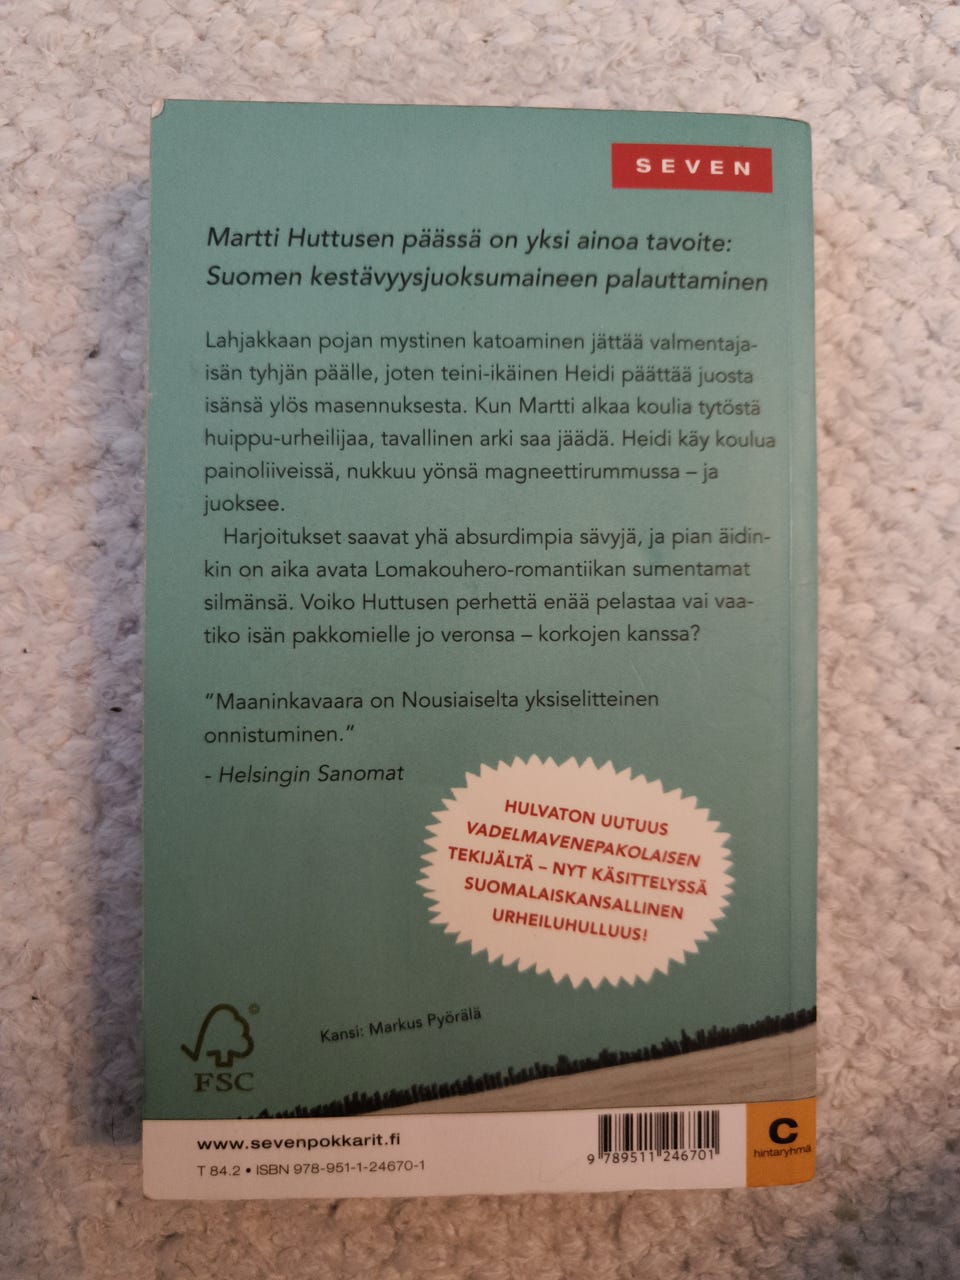 SEVEN
Martti Huttusen päässä on yksi ainoa tavoite:
Suomen kestävyysjuoksumaineen palauttaminen
Lahjakkaan pojan mystinen katoaminen jättää valmentaja-
isän tyhjän päälle, joten teini-ikäinen Heidi päättää juosta
isänsä ylös masennuksesta. Kun Martti alkaa koulia tytöstä
huippu-urheilijaa, tavallinen arki saa jäädä. Heidi käy koulua
painoliiveissä, nukkuu yönsä magneettirummussa – ja
juoksee.
Harjoitukset saavat yhä absurdimpia sävyjä, ja pian äidin-
kin on aika avata Lomakouhero-romantiikan sumentamat
silmänsä. Voiko Huttusen perhettä enää pelastaa vai vaa-
tiko isän pakkomielle jo veronsa – korkojen kanssa?
”Maaninkavaara on Nousiaiselta yksiselitteinen
onnistuminen.”
- Helsingin Sanomat
HULVATON UUTUUS
VADELMAVENEPAKOLAISEN
TEKIJÄLTÄ – NYT KÄSITTELYSSÄ
SUOMALAISKANSALLINEN
URHEILUHULLUUS!
Kansi: Markus Pyörälä
©
FSC
www.sevenpokkarit.fi
T 84.2 • ISBN 978-951-1-24670-1
9 789511 246701
C
hintaryhmä